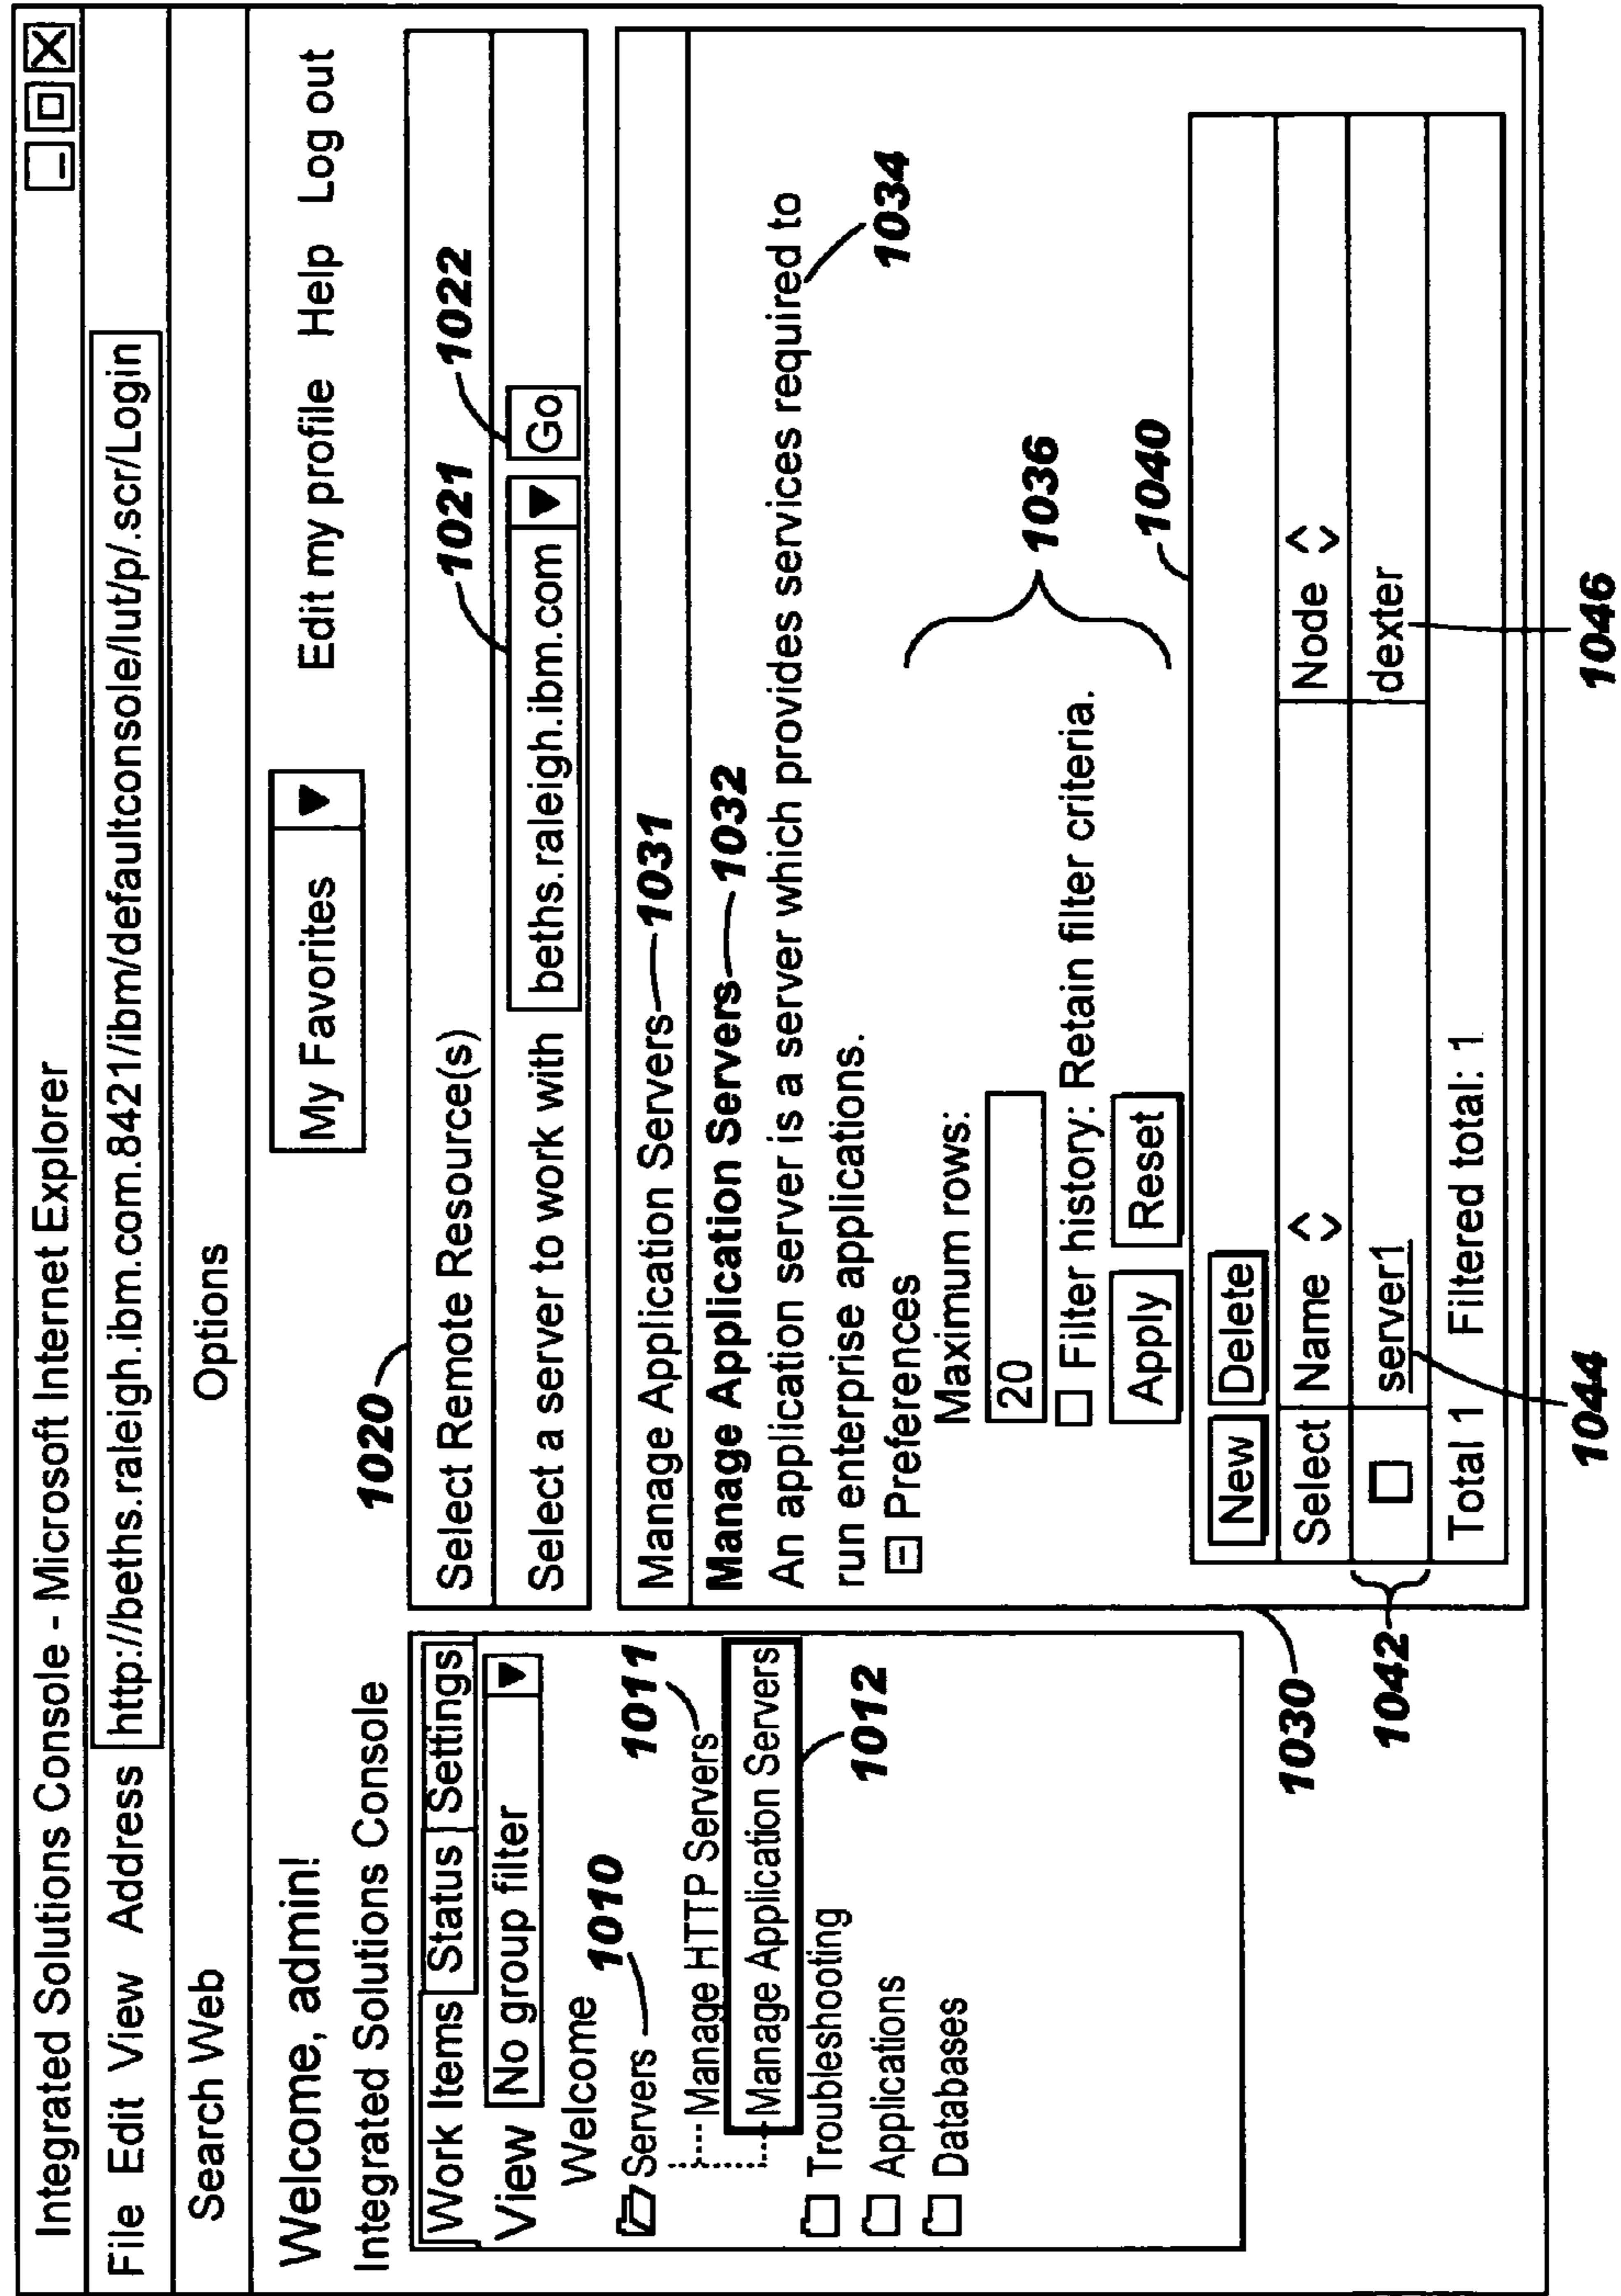 Integrated Solutions Console - Microsoft Internet Explorer
File Edit View Address http://beths.raleigh.ibm.com.8421/ibm/defaultconsole/lut/p/.scr/Login
Search Web Options
Welcome, admin! My Favorites Edit my profile Help Log out
Integrated Solutions Console
Work Items Status Settings
View No group filter
Welcome
1010
Servers
1011
Manage HTTP Servers
Manage Application Servers
1012
Troubleshooting
Applications
Databases
1020
Select Remote Resource(s)
1021
1022
Select a server to work with beths.raleigh.ibm.com Go
Manage Application Servers 1031
Manage Application Servers 1032
An application server is a server which provides services required to
run enterprise applications.
1034
Preferences
Maximum rows:
20
Filter history: Retain filter criteria.
Apply Reset
1036
1040
New Delete
Select Name Node
server1 dexter
Total 1 Filtered total: 1
1030
1042
1044
1046